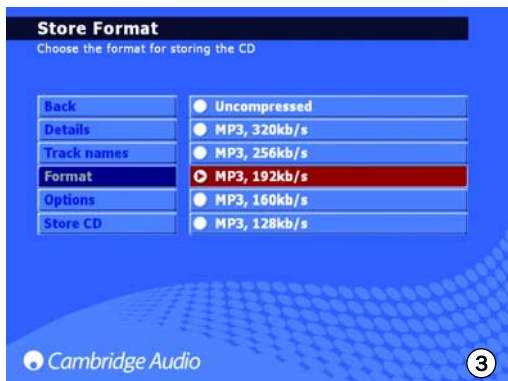 Store Format
Choose the format for storing the CD
Back
Details
Track names
Format
Options
Store CD
Uncompressed
MP3, 320kb/s
MP3, 256kb/s
MP3, 192kb/s
MP3, 160kb/s
MP3, 128kb/s
Cambridge Audio
3